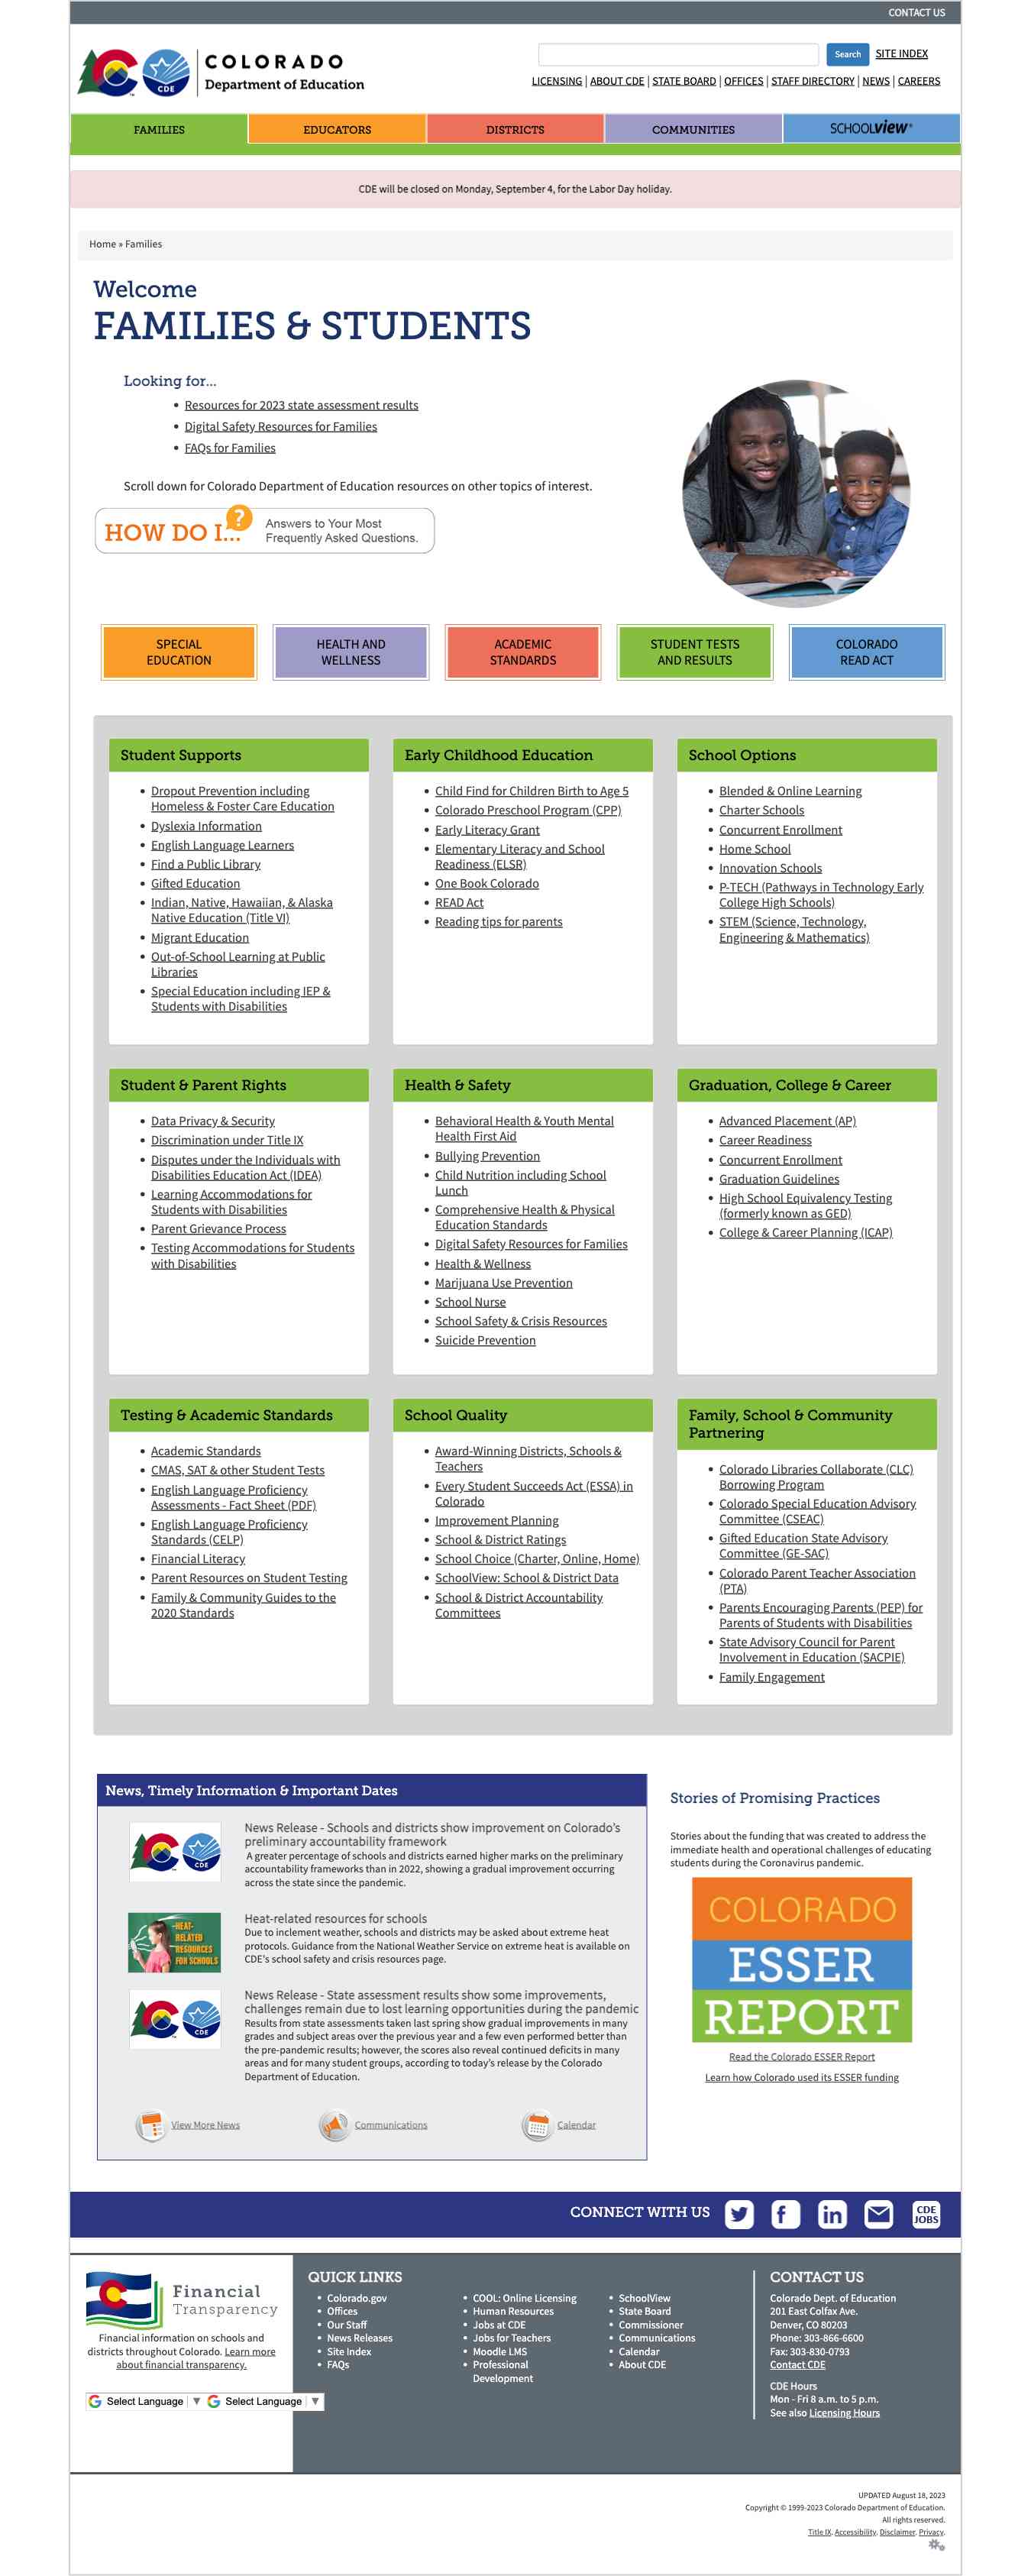 CONTACT US
COLORADO
Department of Education
CDE
Search
SITE INDEX
LICENSING | ABOUT CDE | STATE BOARD | OFFICES | STAFF DIRECTORY | NEWS | CAREERS
FAMILIES
EDUCATORS
DISTRICTS
COMMUNITIES
SCHOOLVIEW®
CDE will be closed on Monday, September 4, for the Labor Day holiday.
Home » Families
Welcome
FAMILIES & STUDENTS
Looking for...
Resources for 2023 state assessment results
Digital Safety Resources for Families
FAQs for Families
Scroll down for Colorado Department of Education resources on other topics of interest.
HOW DO I...
?
Answers to Your Most
Frequently Asked Questions.
SPECIAL
EDUCATION
HEALTH AND
WELLNESS
ACADEMIC
STANDARDS
STUDENT TESTS
AND RESULTS
COLORADO
READ ACT
Student Supports
Dropout Prevention including
Homeless & Foster Care Education
Dyslexia Information
English Language Learners
Find a Public Library
Gifted Education
Indian, Native, Hawaiian, & Alaska
Native Education (Title VI)
Migrant Education
Out-of-School Learning at Public
Libraries
Special Education including IEP &
Students with Disabilities
Early Childhood Education
Child Find for Children Birth to Age 5
Colorado Preschool Program (CPP)
Early Literacy Grant
Elementary Literacy and School
Readiness (ELSR)
One Book Colorado
READ Act
Reading tips for parents
School Options
Blended & Online Learning
Charter Schools
Concurrent Enrollment
Home School
Innovation Schools
P-TECH (Pathways in Technology Early
College High Schools)
STEM (Science, Technology,
Engineering & Mathematics)
Student & Parent Rights
Data Privacy & Security
Discrimination under Title IX
Disputes under the Individuals with
Disabilities Education Act (IDEA)
Learning Accommodations for
Students with Disabilities
Parent Grievance Process
Testing Accommodations for Students
with Disabilities
Health & Safety
Behavioral Health & Youth Mental
Health First Aid
Bullying Prevention
Child Nutrition including School
Lunch
Comprehensive Health & Physical
Education Standards
Digital Safety Resources for Families
Health & Wellness
Marijuana Use Prevention
School Nurse
School Safety & Crisis Resources
Suicide Prevention
Graduation, College & Career
Advanced Placement (AP)
Career Readiness
Concurrent Enrollment
Graduation Guidelines
High School Equivalency Testing
(formerly known as GED)
College & Career Planning (ICAP)
Testing & Academic Standards
Academic Standards
CMAS, SAT & other Student Tests
English Language Proficiency
Assessments - Fact Sheet (PDF)
English Language Proficiency
Standards (CELP)
Financial Literacy
Parent Resources on Student Testing
Family & Community Guides to the
2020 Standards
School Quality
Award-Winning Districts, Schools &
Teachers
Every Student Succeeds Act (ESSA) in
Colorado
Improvement Planning
School & District Ratings
School Choice (Charter, Online, Home)
SchoolView: School & District Data
School & District Accountability
Committees
Family, School & Community
Partnering
Colorado Libraries Collaborate (CLC)
Borrowing Program
Colorado Special Education Advisory
Committee (CSEAC)
Gifted Education State Advisory
Committee (GE-SAC)
Colorado Parent Teacher Association
(PTA)
Parents Encouraging Parents (PEP) for
Parents of Students with Disabilities
State Advisory Council for Parent
Involvement in Education (SACPIE)
Family Engagement
News, Timely Information & Important Dates
CDE
News Release - Schools and districts show improvement on Colorado's
preliminary accountability framework
A greater percentage of schools and districts earned higher marks on the preliminary
accountability frameworks than in 2022, showing a gradual improvement occurring
across the state since the pandemic.
HEAT-
RELATED
RESOURCES
FOR SCHOOLS
Heat-related resources for schools
Due to inclement weather, schools and districts may be asked about extreme heat
protocols. Guidance from the National Weather Service on extreme heat is available on
CDE's school safety and crisis resources page.
CDE
News Release - State assessment results show some improvements,
challenges remain due to lost learning opportunities during the pandemic
Results from state assessments taken last spring show gradual improvements in many
grades and subject areas over the previous year and a few even performed better than
the pre-pandemic results; however, the scores also reveal continued deficits in many
areas and for many student groups, according to today's release by the Colorado
Department of Education.
View More News
Communications
Calendar
Stories of Promising Practices
Stories about the funding that was created to address the
immediate health and operational challenges of educating
students during the Coronavirus pandemic.
COLORADO
ESSER
REPORT
Read the Colorado ESSER Report
Learn how Colorado used its ESSER funding
CONNECT WITH US
CDE
JOBS
Financial
Transparency
Financial information on schools and
districts throughout Colorado. Learn more
about financial transparency.
Select Language ▼
Select Language ▼
QUICK LINKS
Colorado.gov
Offices
Our Staff
News Releases
Site Index
FAQs
COOL: Online Licensing
Human Resources
Jobs at CDE
Jobs for Teachers
Moodle LMS
Professional
Development
SchoolView
State Board
Commissioner
Communications
Calendar
About CDE
CONTACT US
Colorado Dept. of Education
201 East Colfax Ave.
Denver, CO 80203
Phone: 303-866-6600
Fax: 303-830-0793
Contact CDE
CDE Hours
Mon - Fri 8 a.m. to 5 p.m.
See also Licensing Hours
UPDATED August 18, 2023
Copyright © 1999-2023 Colorado Department of Education.
All rights reserved.
Title IX. Accessibility. Disclaimer. Privacy.